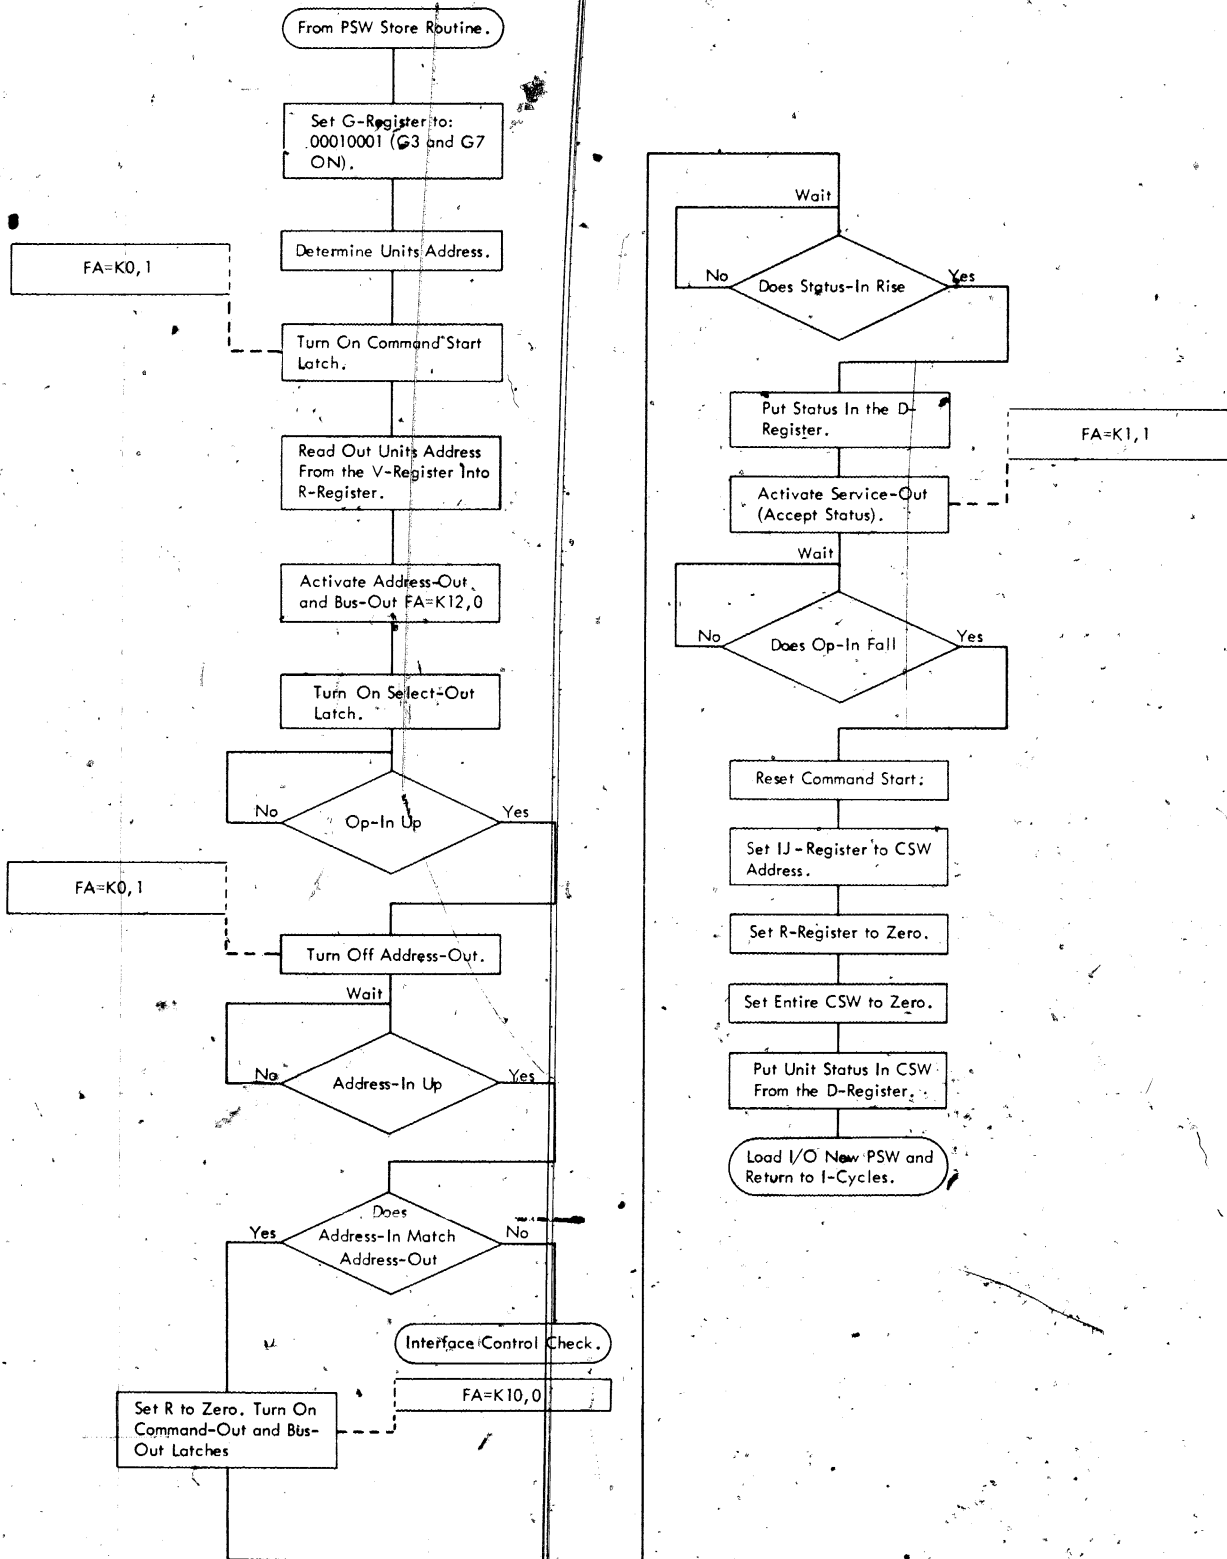 From PSW Store Routine.
Set G-Register to:
00010001 (G3 and G7
ON).
Determine Units Address.
FA=K0,1
Turn On Command Start
Latch.
Read Out Units Address
From the V-Register Into
R-Register.
Activate Address-Out
and Bus-Out FA=K12,0
Turn On Select-Out
Latch.
No
Op-In Up
Yes
FA=K0,1
Turn Off Address-Out.
Wait
No
Address-In Up
Yes
Does
Yes
Address-In Match
No
Address-Out
Interface Control Check.
FA=K10,0
Set R to Zero. Turn On
Command-Out and Bus-
Out Latches
Wait
No
Does Status-In Rise
Yes
Put Status In the D-
Register.
FA=K1,1
Activate Service-Out
(Accept Status).
Wait
No
Does Op-In Fall
Yes
Reset Command Start.
Set IJ-Register to CSW
Address.
Set R-Register to Zero.
Set Entire CSW to Zero.
Put Unit Status In CSW
From the D-Register.
Load I/O New PSW and
Return to I-Cycles.